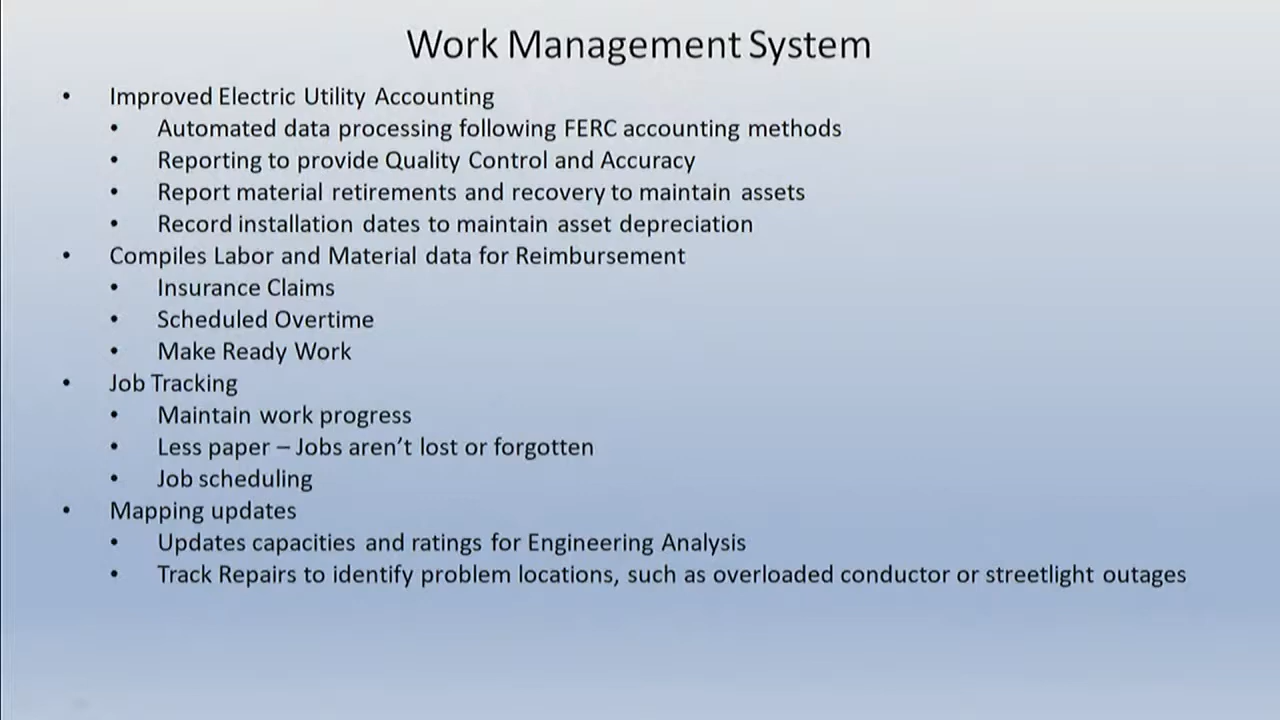 Work Management System
• Improved Electric Utility Accounting
• Automated data processing following FERC accounting methods
• Reporting to provide Quality Control and Accuracy
• Report material retirements and recovery to maintain assets
• Record installation dates to maintain asset depreciation
• Compiles Labor and Material data for Reimbursement
• Insurance Claims
• Scheduled Overtime
• Make Ready Work
• Job Tracking
• Maintain work progress
• Less paper – Jobs aren’t lost or forgotten
• Job scheduling
• Mapping updates
• Updates capacities and ratings for Engineering Analysis
• Track Repairs to identify problem locations, such as overloaded conductor or streetlight outages